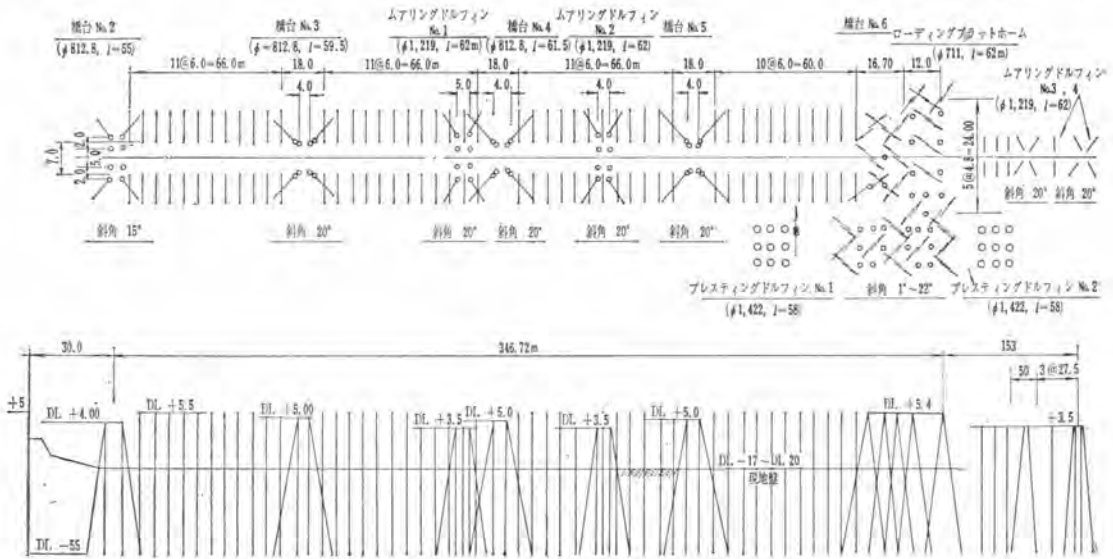 橋台 No.2
(φ812.8, l=55)
橋台 No.3
(φ=812.8, l=59.5)
ムアリングドルフィン
No.1
(φ1,219, l=62m)
橋台 No.4
(φ812.8, l=61.5)
ムアリングドルフィン
No.2
(φ1,219, l=62)
橋台 No.5
橋台 No.6
ローディングプラットホーム
(φ711, l=62m)
ムアリングドルフィン
No.3, 4
(φ1,219, l=62)
11@6.0=66.0m
18.0
11@6.0=66.0m
18.0
11@6.0=66.0m
18.0
10@6.0=60.0
16.70
12.0
4.0
5.0
4.0
4.0
4.0
7.0
2.0
5.0
2.0
5@4.8=24.00
斜角 15°
斜角 20°
斜角 20°
斜角 20°
斜角 20°
斜角 20°
斜角 20°
斜角 20°
ブレスティングドルフィン No.1
(φ1,422, l=58)
斜角 1°~22°
ブレスティングドルフィン No.2
(φ1,422, l=58)
30.0
346.72m
153
50
3@27.5
+5
DL +4.00
DL +5.5
DL +5.00
DL +3.5
DL +5.0
DL +3.5
DL +5.0
DL +5.4
+3.5
DL -17~DL 20
現地盤
DL -55